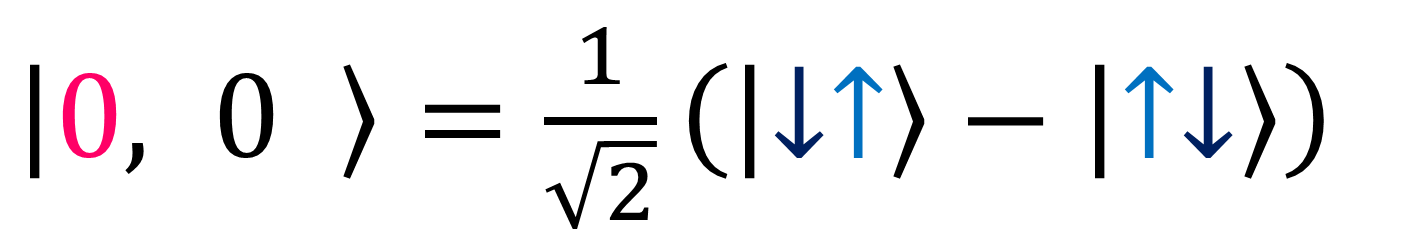 |0, 0 ⟩ = 1/√2 (|↓↑⟩ − |↑↓⟩)